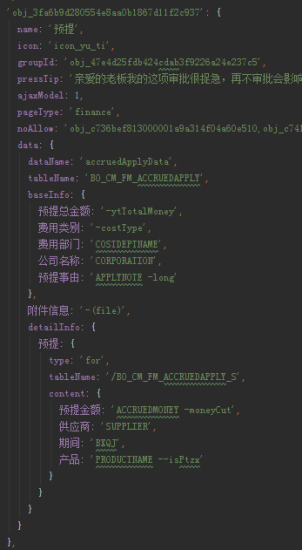 'obj_3fa6b9d280554e8aa0b1867d11f2c937': {
name: '预提',
icon: 'icon_yu_ti',
groupId: 'obj_47e4d25fdb424cdab3f9226a24e237c5',
pressTip: '亲爱的老板我的这项审批很捉急，再不审批会影响
ajaxModel: 1,
pageType: 'finance',
noAllow: 'obj_c736bef813000001a9a314f04a60e510,obj_c741
data: {
dataName: 'accruedApplyData',
tableName: 'BO_CM_FM_ACCRUEDAPPLY',
baseInfo: {
预提总金额: '-ytTotalMoney',
费用类别: '-costType',
费用部门: 'COSTDEPTNAME',
公司名称: 'CORPORATION',
预提事由: 'APPLYNOTE -long'
},
附件信息: '-(file)',
detailInfo: {
预提: {
type: 'for',
tableName: '/BO_CM_FM_ACCRUEDAPPLY_S',
content: {
预提金额: 'ACCRUEDMONEY -moneyCut',
供应商: 'SUPPLIER',
期间: 'BXQJ',
产品: 'PRODUCTNAME --isPtzx'
}
}
}
}
},